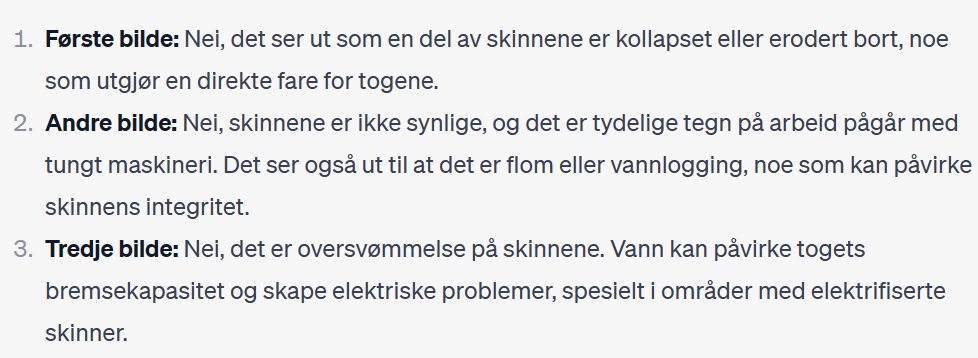 1. Første bilde: Nei, det ser ut som en del av skinnene er kollapset eller erodert bort, noe
som utgjør en direkte fare for togene.
2. Andre bilde: Nei, skinnene er ikke synlige, og det er tydelige tegn på arbeid pågår med
tungt maskineri. Det ser også ut til at det er flom eller vannlogging, noe som kan påvirke
skinnens integritet.
3. Tredje bilde: Nei, det er oversvømmelse på skinnene. Vann kan påvirke togets
bremsekapasitet og skape elektriske problemer, spesielt i områder med elektrifiserte
skinner.